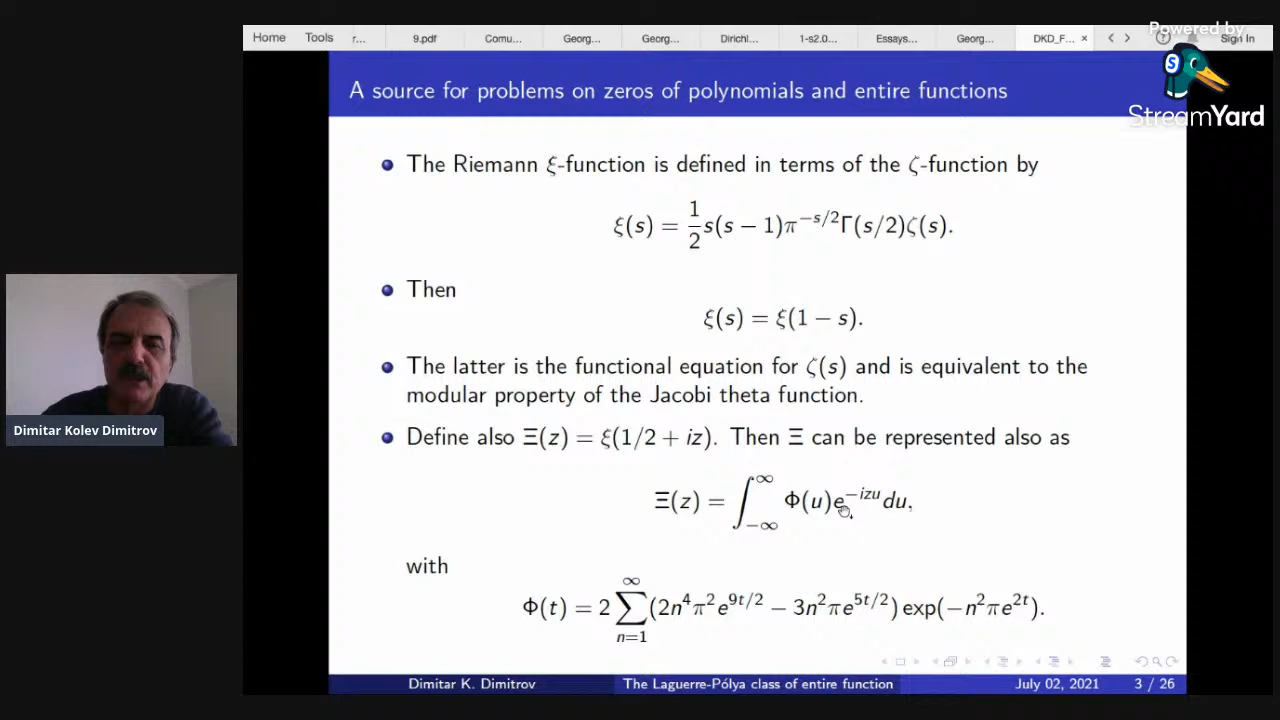 Home Tools r... 9.pdf Comu... Georg... Georg... Dirichl... 1-s2.0... Essays... Georg... DKD_F... × Sign In
Powered by
StreamYard
A source for problems on zeros of polynomials and entire functions
The Riemann ξ-function is defined in terms of the ζ-function by
ξ(s) = 1/2 s(s − 1)π^{−s/2}Γ(s/2)ζ(s).
Then
ξ(s) = ξ(1 − s).
The latter is the functional equation for ζ(s) and is equivalent to the
modular property of the Jacobi theta function.
Define also Ξ(z) = ξ(1/2 + iz). Then Ξ can be represented also as
Ξ(z) = ∫_{−∞}^{∞} Φ(u)e^{−izu}du,
with
Φ(t) = 2 ∑_{n=1}^{∞} (2n^4π^2e^{9t/2} − 3n^2πe^{5t/2}) exp(−n^2πe^{2t}).
Dimitar Kolev Dimitrov
Dimitar K. Dimitrov The Laguerre-Pólya class of entire function July 02, 2021 3 / 26